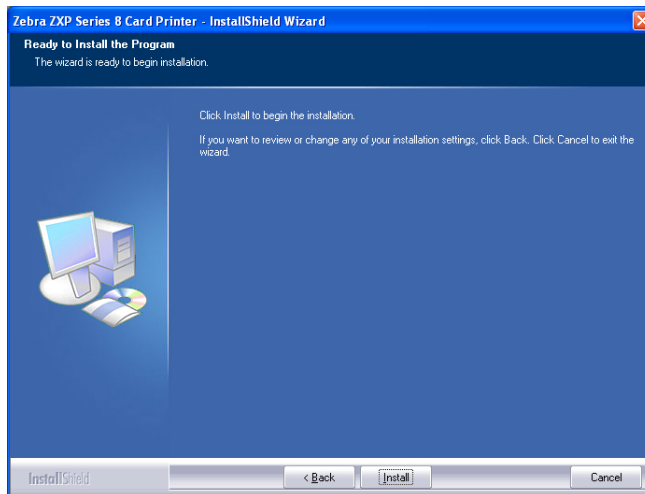 Zebra ZXP Series 8 Card Printer - InstallShield Wizard
Ready to Install the Program
The wizard is ready to begin installation.
Click Install to begin the installation.
If you want to review or change any of your installation settings, click Back. Click Cancel to exit the
wizard.
InstallShield
< Back
Install
Cancel